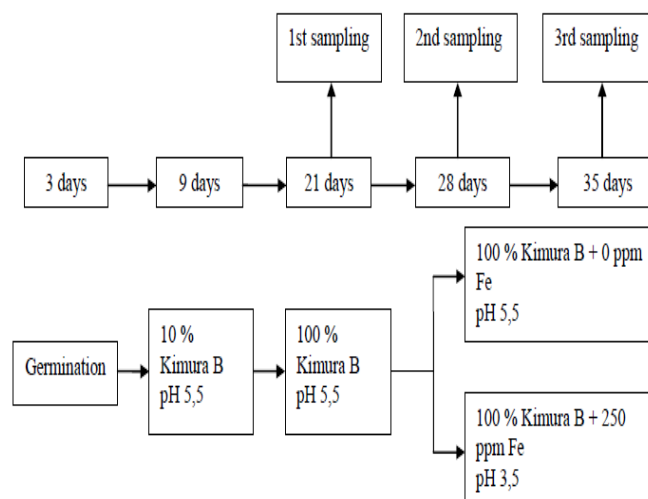 1st sampling
2nd sampling
3rd sampling
3 days
9 days
21 days
28 days
35 days
100 % Kimura B + 0 ppm
Fe
pH 5,5
Germination
10 %
Kimura B
pH 5,5
100 %
Kimura B
pH 5,5
100 % Kimura B + 250
ppm Fe
pH 3,5